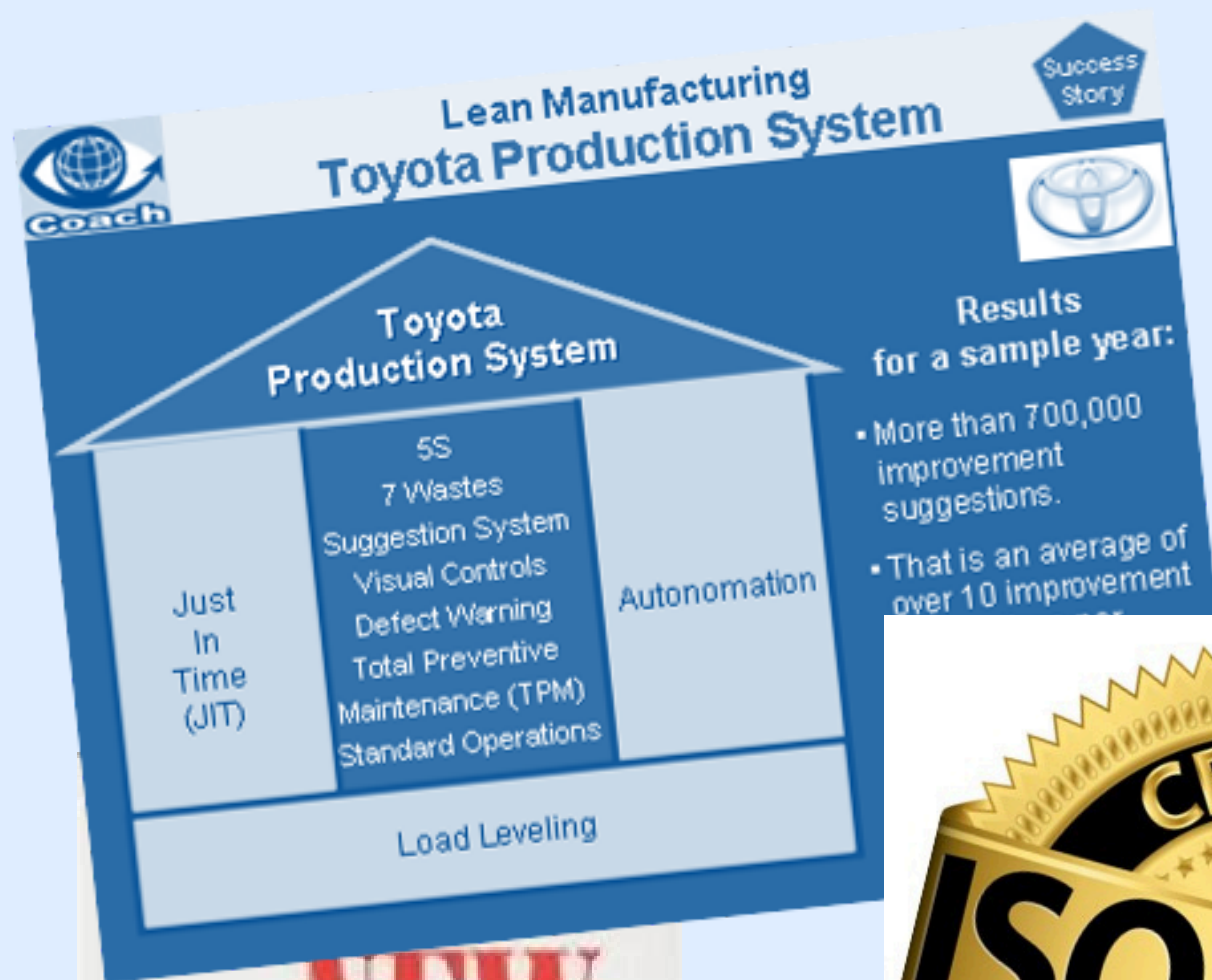 Lean Manufacturing
Toyota Production System
Success
Story
Coach
Toyota
Production System
Just
In
Time
(JIT)
5S
7 Wastes
Suggestion System
Visual Controls
Defect Warning
Total Preventive
Maintenance (TPM)
Standard Operations
Autonomation
Load Leveling
Results
for a sample year:
▪ More than 700,000
improvement
suggestions.
▪ That is an average of
over 10 improvement
ISO
NEW